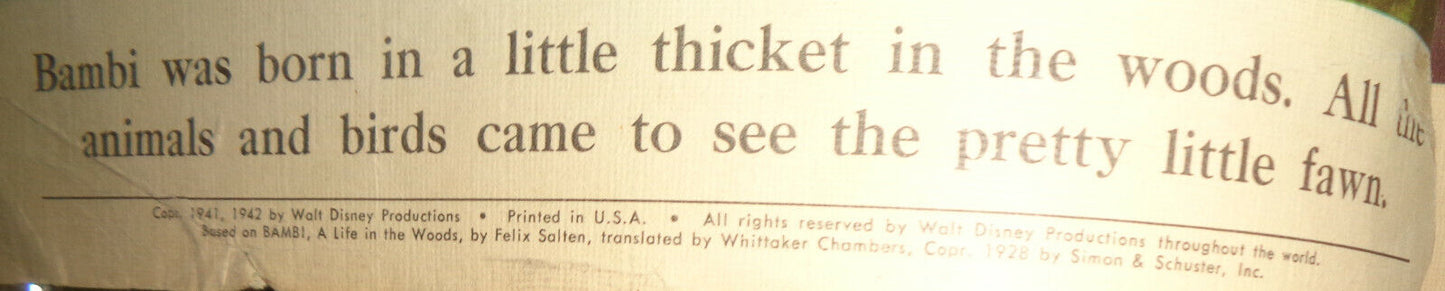 Bambi was born in a little thicket in the woods. All the
animals and birds came to see the pretty little fawn.
Copr. 1941, 1942 by Walt Disney Productions • Printed in U.S.A. • All rights reserved by Walt Disney Productions throughout the world.
Based on BAMBI, A Life in the Woods, by Felix Salten, translated by Whittaker Chambers, Copr. 1928 by Simon & Schuster, Inc.